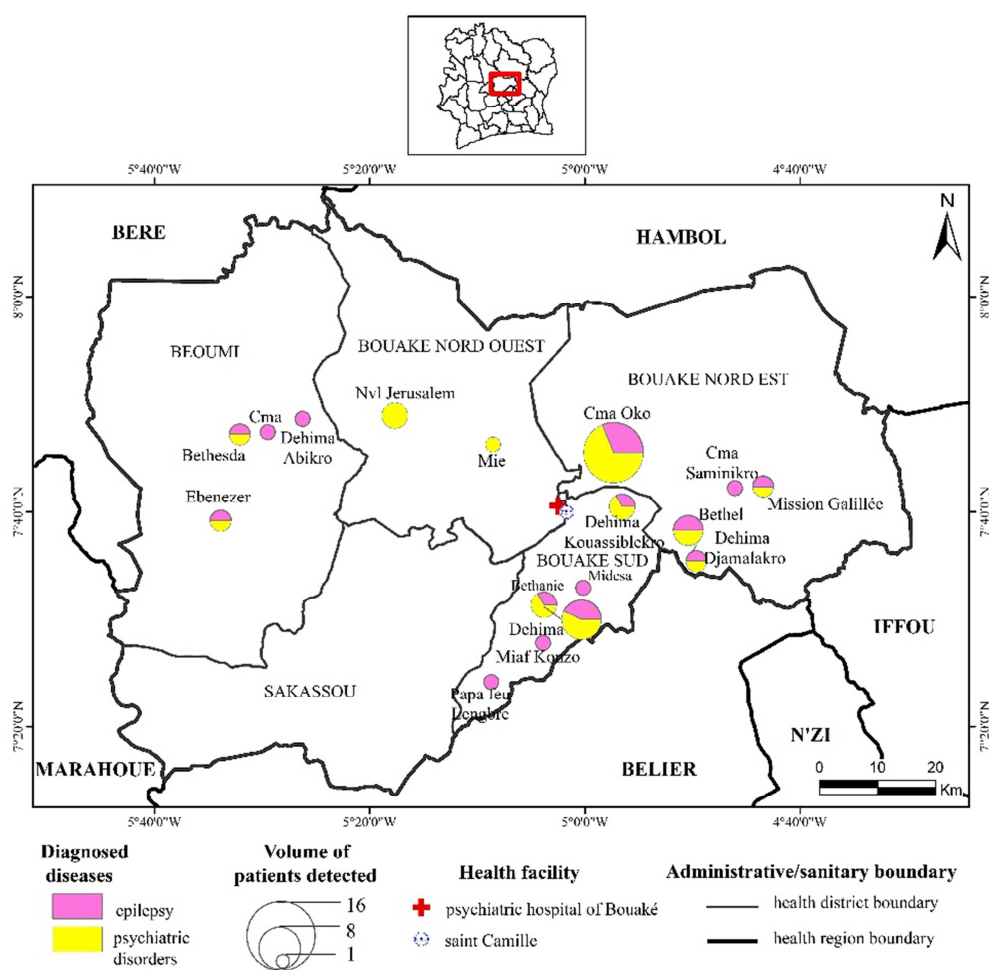 5°40'0"W
5°20'0"W
5°0'0"W
4°40'0"W
N
BERE
HAMBOL
8°0'0"N
8°0'0"N
BEOUMI
BOUAKE NORD OUEST
BOUAKE NORD EST
Nvl Jerusalem
Cma Oko
Cma
Dehima
Abikro
Bethesda
Mie
Cma
Saminikro
Ebenezer
Mission Galillée
7°40'0"N
7°40'0"N
Dehima
Kouassiblekro
Bethel
Dehima
Djamalakro
BOUAKE SUD
Midesa
Bethanie
Dehima
Miaf Konzo
IFFOU
SAKASSOU
Papa Teu
Lengbre
7°20'0"N
7°20'0"N
N'ZI
MARAHOUE
BELIER
0 10 20
Km
5°40'0"W
5°20'0"W
5°0'0"W
4°40'0"W
Diagnosed
diseases
epilepsy
psychiatric
disorders
Volume of
patients detected
16
8
1
Health facility
psychiatric hospital of Bouaké
saint Camille
Administrative/sanitary boundary
health district boundary
health region boundary